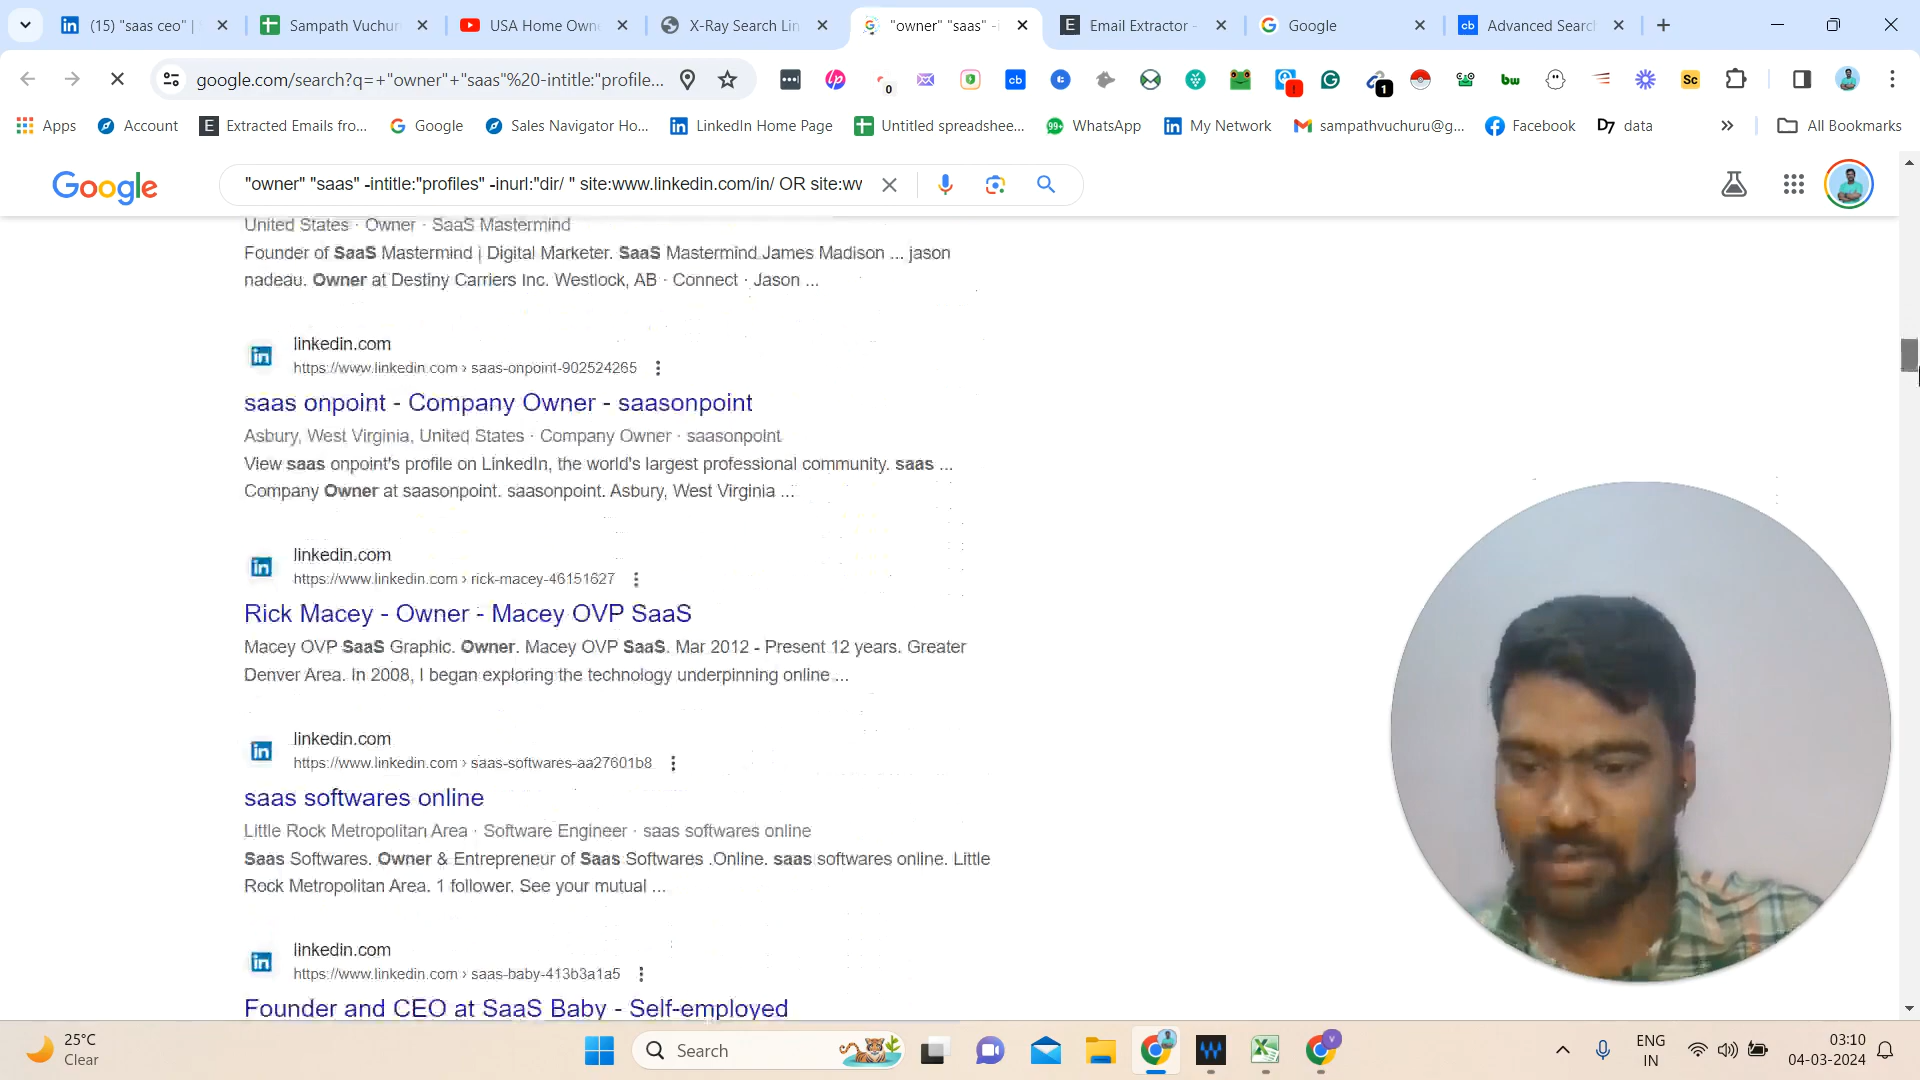 (15) "saas ceo" |
Sampath Vuchur
USA Home Own
X-Ray Search Lin
"owner" "saas" -i
Email Extractor -
Google
Advanced Searc
google.com/search?q=+"owner"+"saas"%20-intitle:"profile...
Apps
Account
Extracted Emails fro...
Google
Sales Navigator Ho...
LinkedIn Home Page
Untitled spreadshee...
WhatsApp
My Network
sampathvuchuru@g...
Facebook
data
All Bookmarks
Google
"owner" "saas" -intitle:"profiles" -inurl:"dir/ " site:www.linkedin.com/in/ OR site:ww
United States · Owner · SaaS Mastermind
Founder of SaaS Mastermind | Digital Marketer. SaaS Mastermind James Madison ... jason
nadeau. Owner at Destiny Carriers Inc. Westlock, AB · Connect · Jason ...
linkedin.com
https://www.linkedin.com › saas-onpoint-902524265
saas onpoint - Company Owner - saasonpoint
Asbury, West Virginia, United States · Company Owner · saasonpoint
View saas onpoint's profile on LinkedIn, the world's largest professional community. saas ...
Company Owner at saasonpoint. saasonpoint. Asbury, West Virginia ...
linkedin.com
https://www.linkedin.com › rick-macey-46151627
Rick Macey - Owner - Macey OVP SaaS
Macey OVP SaaS Graphic. Owner. Macey OVP SaaS. Mar 2012 - Present 12 years. Greater
Denver Area. In 2008, I began exploring the technology underpinning online ...
linkedin.com
https://www.linkedin.com › saas-softwares-aa27601b8
saas softwares online
Little Rock Metropolitan Area · Software Engineer · saas softwares online
Saas Softwares. Owner & Entrepreneur of Saas Softwares .Online. saas softwares online. Little
Rock Metropolitan Area. 1 follower. See your mutual ...
linkedin.com
https://www.linkedin.com › saas-baby-413b3a1a5
Founder and CEO at SaaS Baby - Self-employed
25°C
Clear
Search
ENG
IN
03:10
04-03-2024